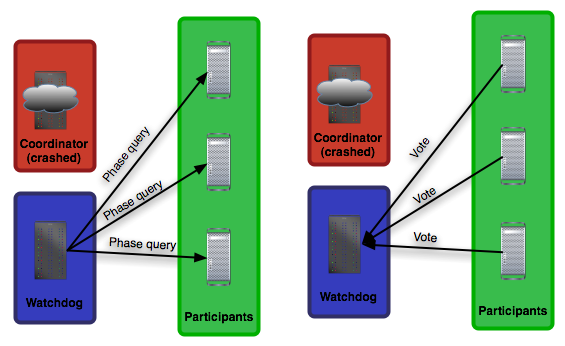 Coordinator
(crashed)
Phase query
Phase query
Phase query
Watchdog
Participants
Coordinator
(crashed)
Vote
Vote
Vote
Watchdog
Participants